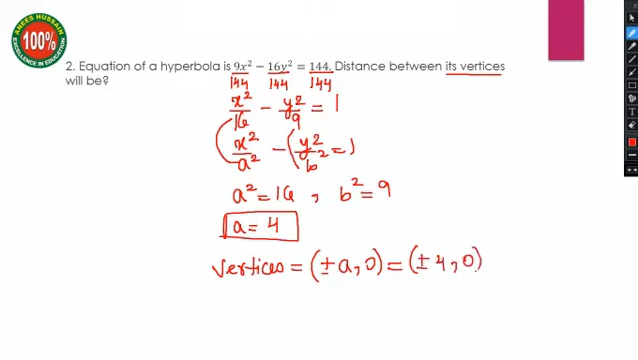 ANEES HUSSAIN
100%
EXCELLENCE IN EDUCATION
2. Equation of a hyperbola is 9x² − 16y² = 144. Distance between its vertices
144 144 144
will be?
x²/16 − y²/9 = 1
x²/a² − y²/b² = 1
a² = 16 , b² = 9
a = 4
vertices = (±a, 0) = (±4, 0)